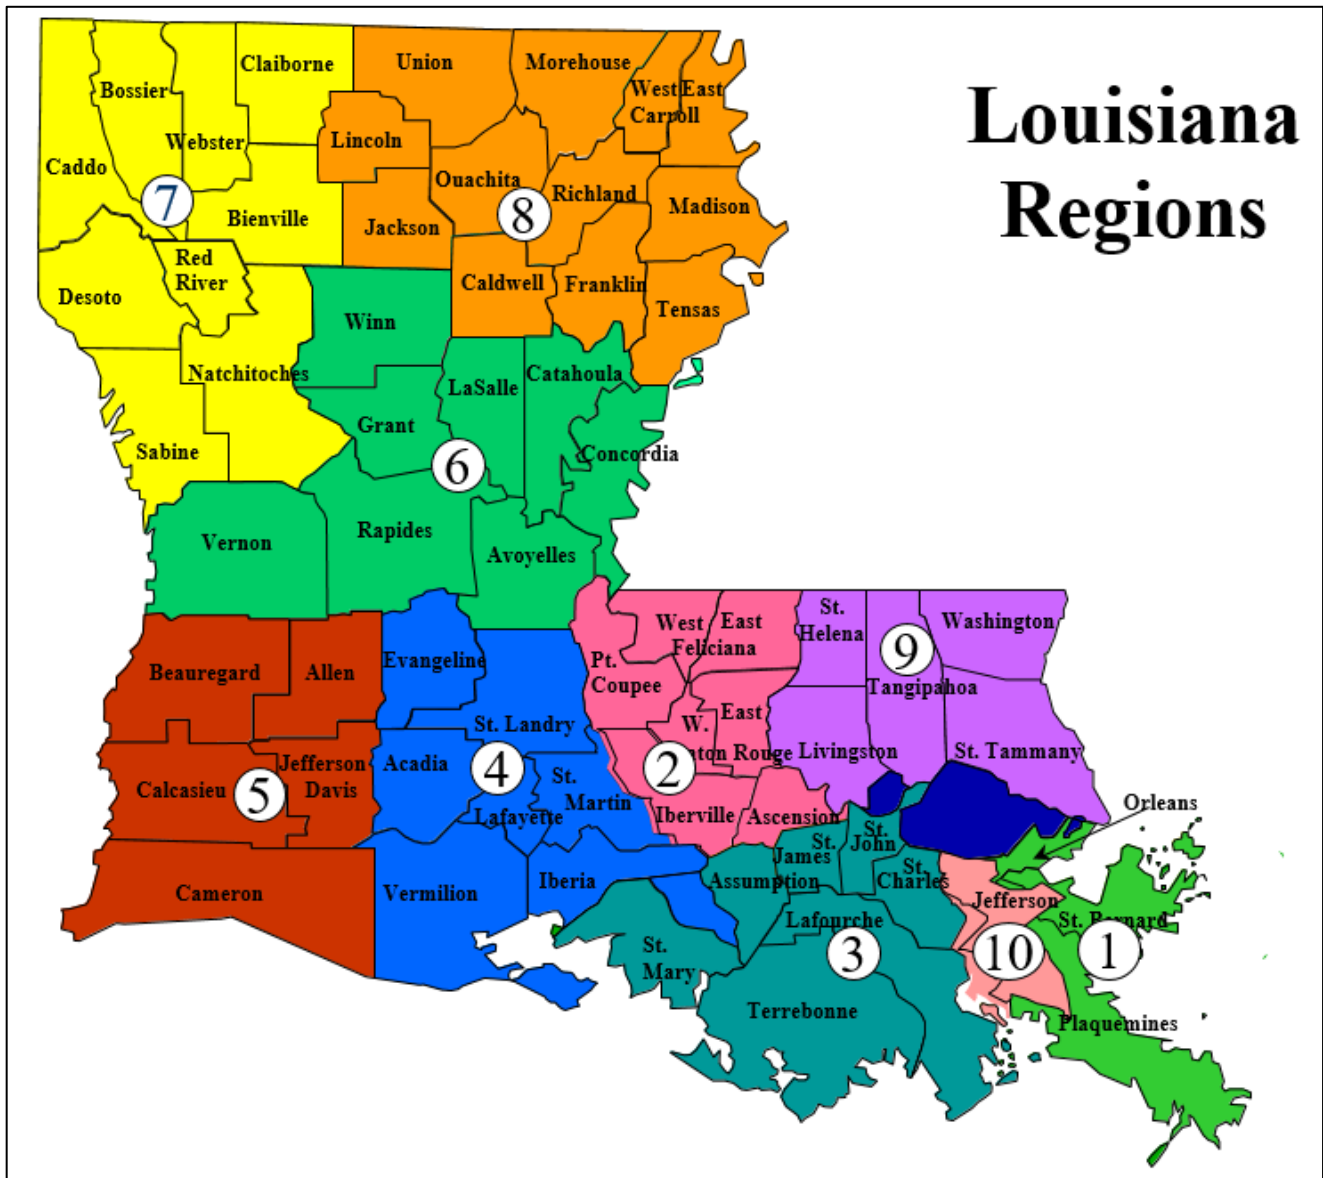 Louisiana
Regions
Claiborne
Union
Morehouse
Bossier
West
East
Carroll
Webster
Lincoln
Caddo
Ouachita
Richland
Madison
7
8
Bienville
Jackson
Red
River
Desoto
Caldwell
Franklin
Tensas
Winn
Natchitoches
LaSalle
Catahoula
Grant
Sabine
Concordia
6
Vernon
Rapides
Avoyelles
St.
Helena
Washington
West
East
Feliciana
9
Beauregard
Allen
Evangeline
Pt.
Coupee
Tangipahoa
W.
East
St. Landry
ton Rouge
Livingston
St. Tammany
Calcasieu
5
Jefferson
Davis
Acadia
4
St.
Martin
2
Lafayette
Iberville
Ascension
Orleans
St.
James
St.
John
St.
Charles
Cameron
Vermilion
Iberia
Assumption
Jefferson
Lafourche
St. Bernard
St.
Mary
3
10
1
Terrebonne
Plaquemines